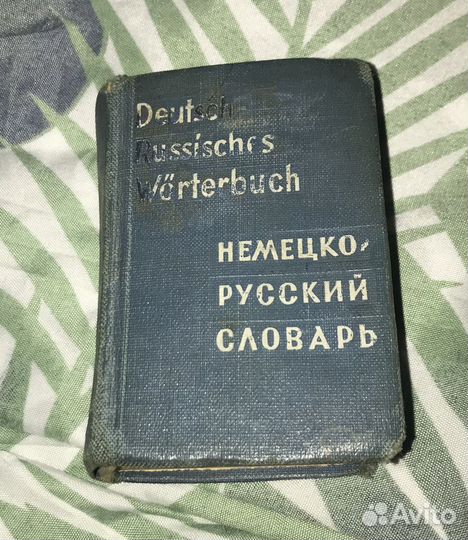 Deutsch-
Russisches
Wörterbuch
НЕМЕЦКО-
РУССКИЙ
СЛОВАРЬ
Avito